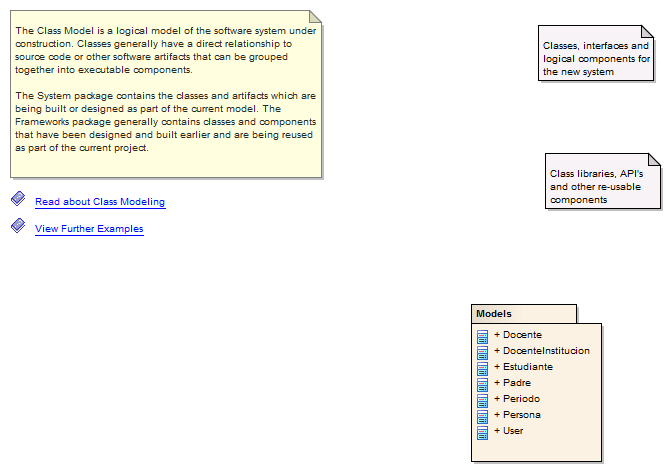 The Class Model is a logical model of the software system under
construction. Classes generally have a direct relationship to
source code or other software artifacts that can be grouped
together into executable components.
The System package contains the classes and artifacts which are
being built or designed as part of the current model. The
Frameworks package generally contains classes and components
that have been designed and built earlier and are being reused
as part of the current project.
Read about Class Modeling
View Further Examples
Classes, interfaces and
logical components for
the new system
Class libraries, API's
and other re-usable
components
Models
+ Docente
+ DocenteInstitucion
+ Estudiante
+ Padre
+ Periodo
+ Persona
+ User